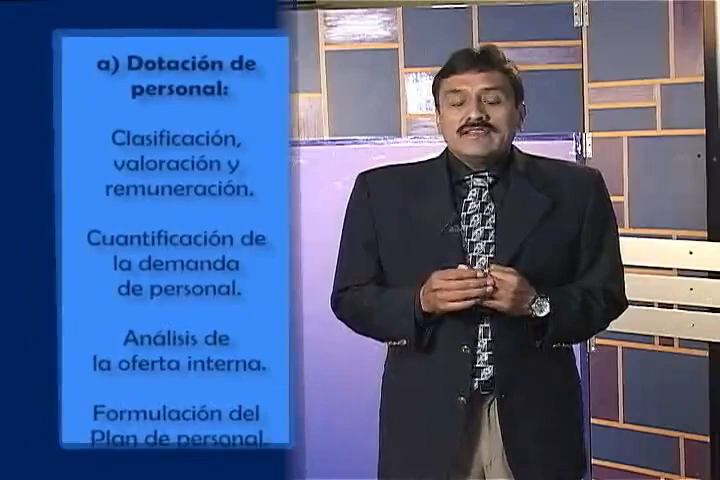 a) Dotación de
personal:
Clasificación,
valoración y
remuneración.
Cuantificación de
la demanda
de personal.
Análisis de
la oferta interna.
Formulación del
Plan de personal.